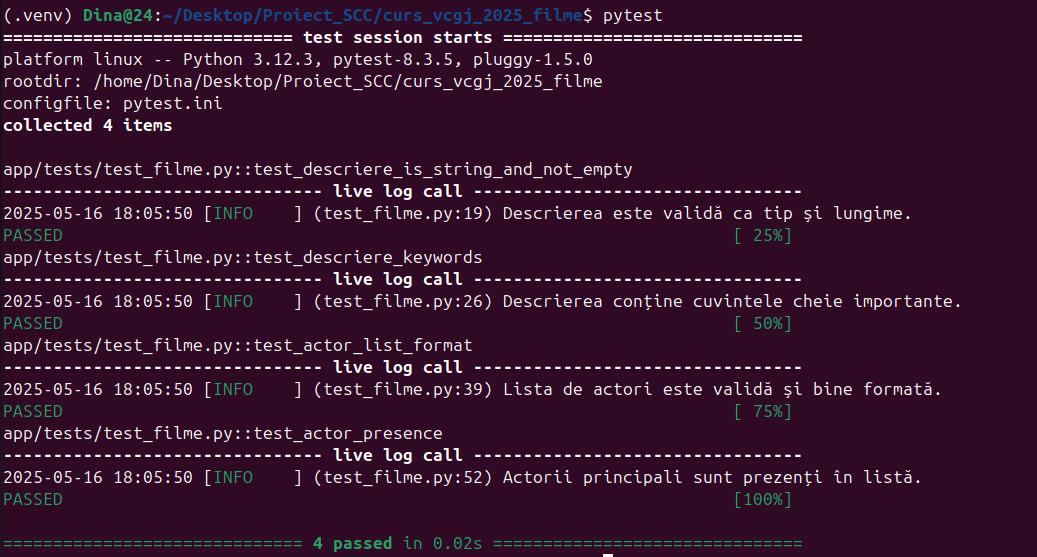 (.venv) Dina@24:~/Desktop/Proiect_SCC/curs_vcgj_2025_filme$ pytest
============================= test session starts ==============================
platform linux -- Python 3.12.3, pytest-8.3.5, pluggy-1.5.0
rootdir: /home/Dina/Desktop/Proiect_SCC/curs_vcgj_2025_filme
configfile: pytest.ini
collected 4 items
app/tests/test_filme.py::test_descriere_is_string_and_not_empty
-------------------------------- live log call ---------------------------------
2025-05-16 18:05:50 [INFO    ] (test_filme.py:19) Descrierea este validă ca tip și lungime.
PASSED                                                                   [ 25%]
app/tests/test_filme.py::test_descriere_keywords
-------------------------------- live log call ---------------------------------
2025-05-16 18:05:50 [INFO    ] (test_filme.py:26) Descrierea conține cuvintele cheie importante.
PASSED                                                                   [ 50%]
app/tests/test_filme.py::test_actor_list_format
-------------------------------- live log call ---------------------------------
2025-05-16 18:05:50 [INFO    ] (test_filme.py:39) Lista de actori este validă și bine formată.
PASSED                                                                   [ 75%]
app/tests/test_filme.py::test_actor_presence
-------------------------------- live log call ---------------------------------
2025-05-16 18:05:50 [INFO    ] (test_filme.py:52) Actorii principali sunt prezenți în listă.
PASSED                                                                   [100%]
============================== 4 passed in 0.02s ===============================